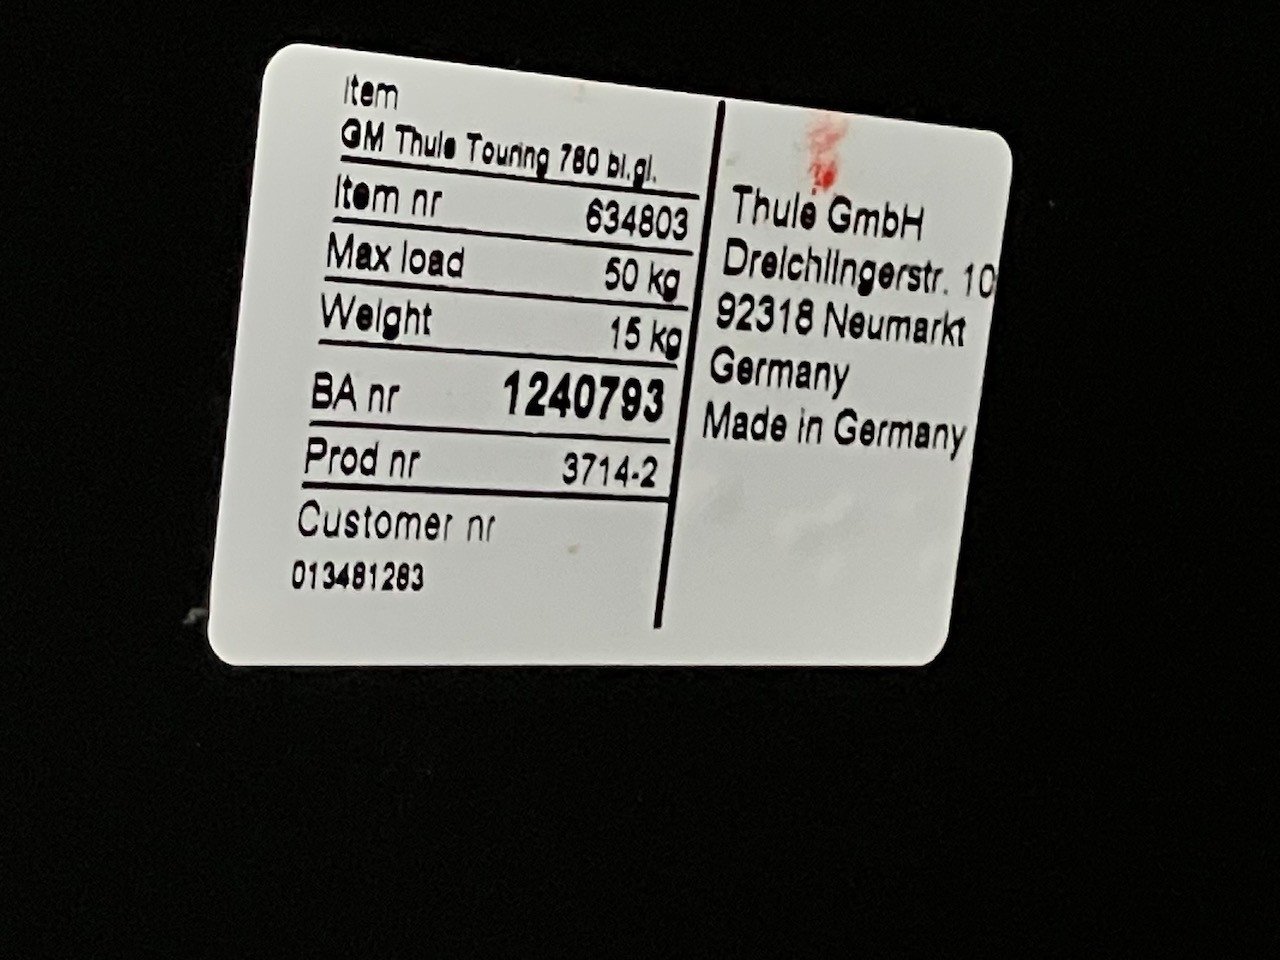 Item
GM Thule Touring 780 bl.gl.
Item nr 634803
Max load 50 kg
Weight 15 kg
BA nr 1240793
Prod nr 3714-2
Customer nr
013481283
Thule GmbH
Dreichlingerstr. 10
92318 Neumarkt
Germany
Made in Germany